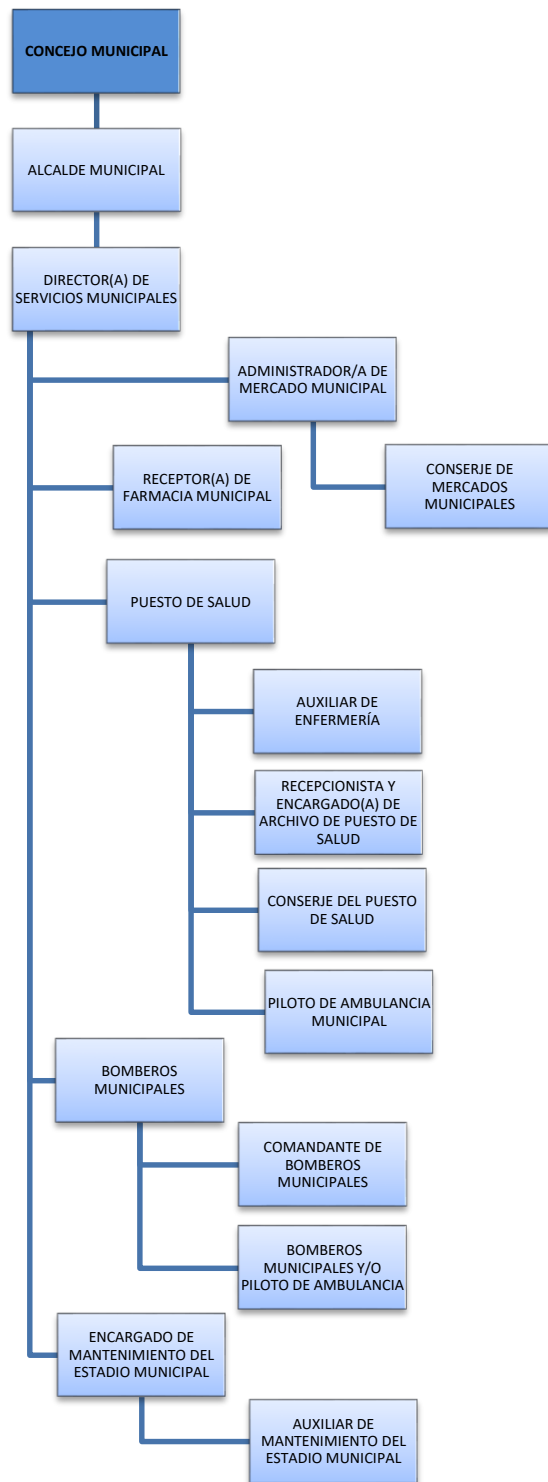 CONCEJO MUNICIPAL
ALCALDE MUNICIPAL
DIRECTOR(A) DE
SERVICIOS MUNICIPALES
ADMINISTRADOR/A DE
MERCADO MUNICIPAL
CONSERJE DE
MERCADOS
MUNICIPALES
RECEPTOR(A) DE
FARMACIA MUNICIPAL
PUESTO DE SALUD
AUXILIAR DE
ENFERMERÍA
RECEPCIONISTA Y
ENCARGADO(A) DE
ARCHIVO DE PUESTO DE
SALUD
CONSERJE DEL PUESTO
DE SALUD
PILOTO DE AMBULANCIA
MUNICIPAL
BOMBEROS
MUNICIPALES
COMANDANTE DE
BOMBEROS
MUNICIPALES
BOMBEROS
MUNICIPALES Y/O
PILOTO DE AMBULANCIA
ENCARGADO DE
MANTENIMIENTO DEL
ESTADIO MUNICIPAL
AUXILIAR DE
MANTENIMIENTO DEL
ESTADIO MUNICIPAL